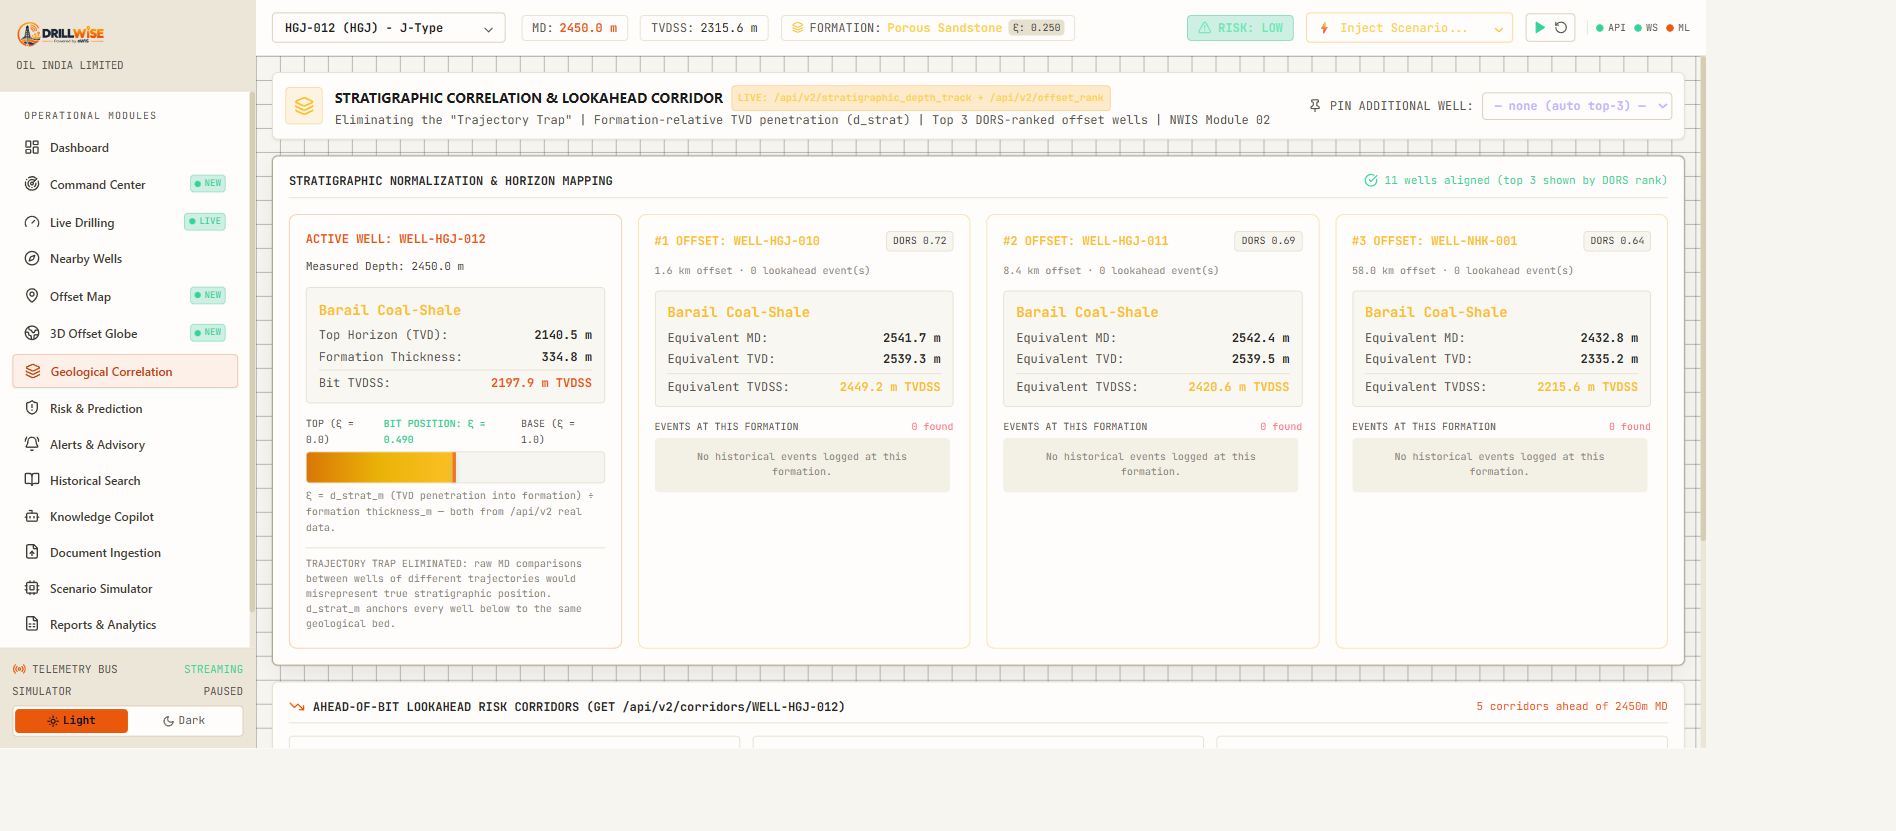 DRILLWISE
Powered by eNWIS
OIL INDIA LIMITED
HGJ-012 (HGJ) - J-Type
MD: 2450.0 m
TVDSS: 2315.6 m
FORMATION: Porous Sandstone ξ: 0.250
RISK: LOW
Inject Scenario...
API
WS
ML
OPERATIONAL MODULES
Dashboard
Command Center NEW
Live Drilling LIVE
Nearby Wells
Offset Map NEW
3D Offset Globe NEW
Geological Correlation
Risk & Prediction
Alerts & Advisory
Historical Search
Knowledge Copilot
Document Ingestion
Scenario Simulator
Reports & Analytics
TELEMETRY BUS STREAMING
SIMULATOR PAUSED
Light Dark
STRATIGRAPHIC CORRELATION & LOOKAHEAD CORRIDOR LIVE: /api/v2/stratigraphic_depth_track + /api/v2/offset_rank
Eliminating the "Trajectory Trap" | Formation-relative TVD penetration (d_strat) | Top 3 DORS-ranked offset wells | NWIS Module 02
PIN ADDITIONAL WELL: — none (auto top-3) —
STRATIGRAPHIC NORMALIZATION & HORIZON MAPPING
11 wells aligned (top 3 shown by DORS rank)
ACTIVE WELL: WELL-HGJ-012
Measured Depth: 2450.0 m
Barail Coal-Shale
Top Horizon (TVD): 2140.5 m
Formation Thickness: 334.8 m
Bit TVDSS: 2197.9 m TVDSS
TOP (ξ = 0.0)
BIT POSITION: ξ = 0.490
BASE (ξ = 1.0)
ξ = d_strat_m (TVD penetration into formation) ÷
formation thickness_m — both from /api/v2 real
data.
TRAJECTORY TRAP ELIMINATED: raw MD comparisons
between wells of different trajectories would
misrepresent true stratigraphic position.
d_strat_m anchors every well below to the same
geological bed.
#1 OFFSET: WELL-HGJ-010 DORS 0.72
1.6 km offset · 0 lookahead event(s)
Barail Coal-Shale
Equivalent MD: 2541.7 m
Equivalent TVD: 2539.3 m
Equivalent TVDSS: 2449.2 m TVDSS
EVENTS AT THIS FORMATION 0 found
No historical events logged at this
formation.
#2 OFFSET: WELL-HGJ-011 DORS 0.69
8.4 km offset · 0 lookahead event(s)
Barail Coal-Shale
Equivalent MD: 2542.4 m
Equivalent TVD: 2539.5 m
Equivalent TVDSS: 2420.6 m TVDSS
EVENTS AT THIS FORMATION 0 found
No historical events logged at this
formation.
#3 OFFSET: WELL-NHK-001 DORS 0.64
58.0 km offset · 0 lookahead event(s)
Barail Coal-Shale
Equivalent MD: 2432.8 m
Equivalent TVD: 2335.2 m
Equivalent TVDSS: 2215.6 m TVDSS
EVENTS AT THIS FORMATION 0 found
No historical events logged at this
formation.
AHEAD-OF-BIT LOOKAHEAD RISK CORRIDORS (GET /api/v2/corridors/WELL-HGJ-012)
5 corridors ahead of 2450m MD